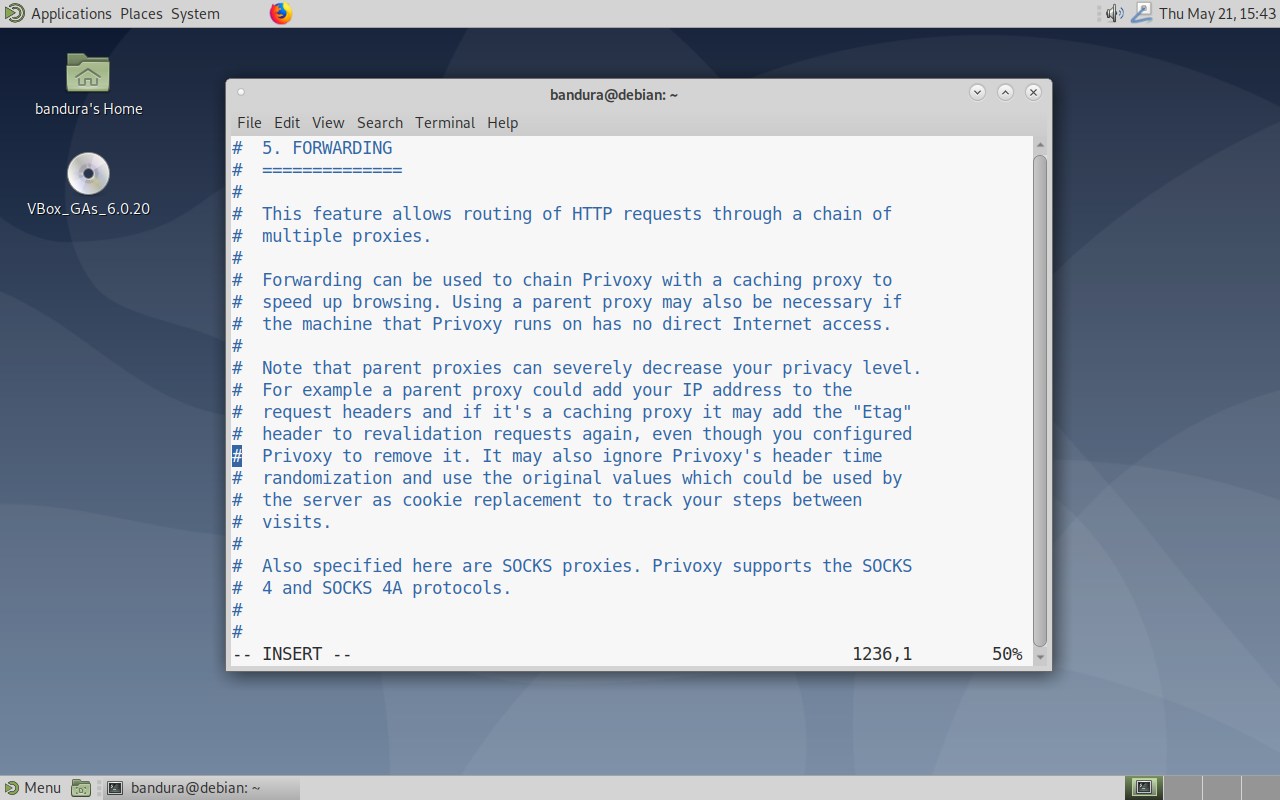 Applications Places System
Thu May 21, 15:43
bandura's Home
VBox_GAs_6.0.20
bandura@debian: ~
File Edit View Search Terminal Help
#  5. FORWARDING
#  ==============
#
#  This feature allows routing of HTTP requests through a chain of
#  multiple proxies.
#
#  Forwarding can be used to chain Privoxy with a caching proxy to
#  speed up browsing. Using a parent proxy may also be necessary if
#  the machine that Privoxy runs on has no direct Internet access.
#
#  Note that parent proxies can severely decrease your privacy level.
#  For example a parent proxy could add your IP address to the
#  request headers and if it's a caching proxy it may add the "Etag"
#  header to revalidation requests again, even though you configured
#  Privoxy to remove it. It may also ignore Privoxy's header time
#  randomization and use the original values which could be used by
#  the server as cookie replacement to track your steps between
#  visits.
#
#  Also specified here are SOCKS proxies. Privoxy supports the SOCKS
#  4 and SOCKS 4A protocols.
#
#
-- INSERT -- 1236,1 50%
Menu bandura@debian: ~